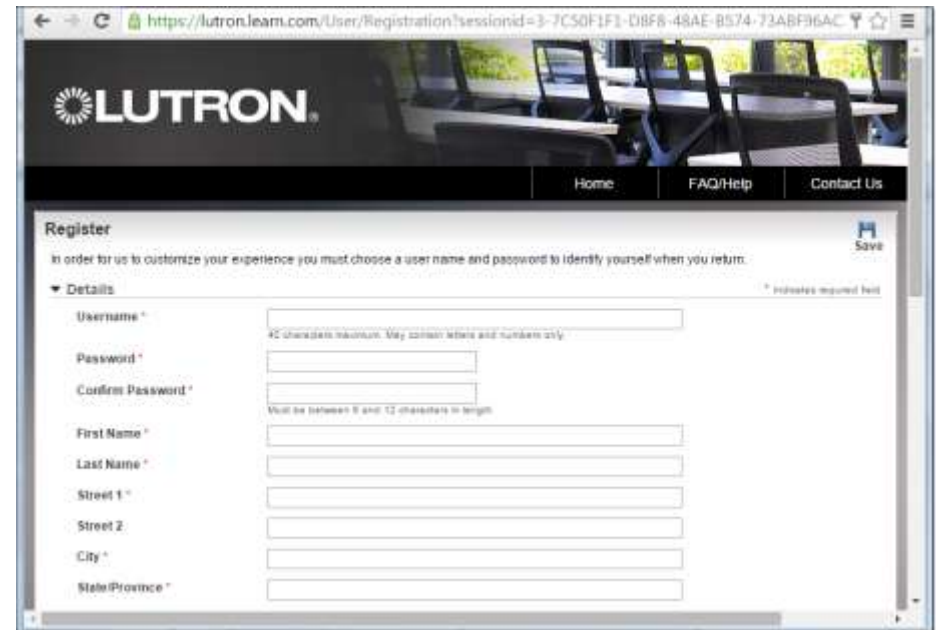 https://lutron.learn.com/User/Registration?sessionid=3-7C50F1F1-D8F8-48AE-B574-73ABF96AC
LUTRON®
Home FAQ/Help Contact Us
Register
Save
In order for us to customize your experience you must choose a user name and password to identify yourself when you return.
Details
* indicates required field
Username *
40 characters maximum. May contain letters and numbers only.
Password *
Confirm Password *
Must be between 6 and 12 characters in length
First Name *
Last Name *
Street 1 *
Street 2
City *
State/Province *